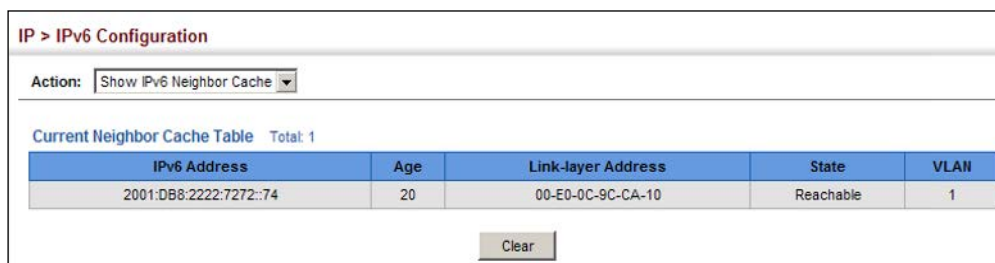 IP > IPv6 Configuration
Action: Show IPv6 Neighbor Cache
Current Neighbor Cache Table Total: 1
IPv6 Address Age Link-layer Address State VLAN
2001:DB8:2222:7272::74 20 00-E0-0C-9C-CA-10 Reachable 1
Clear